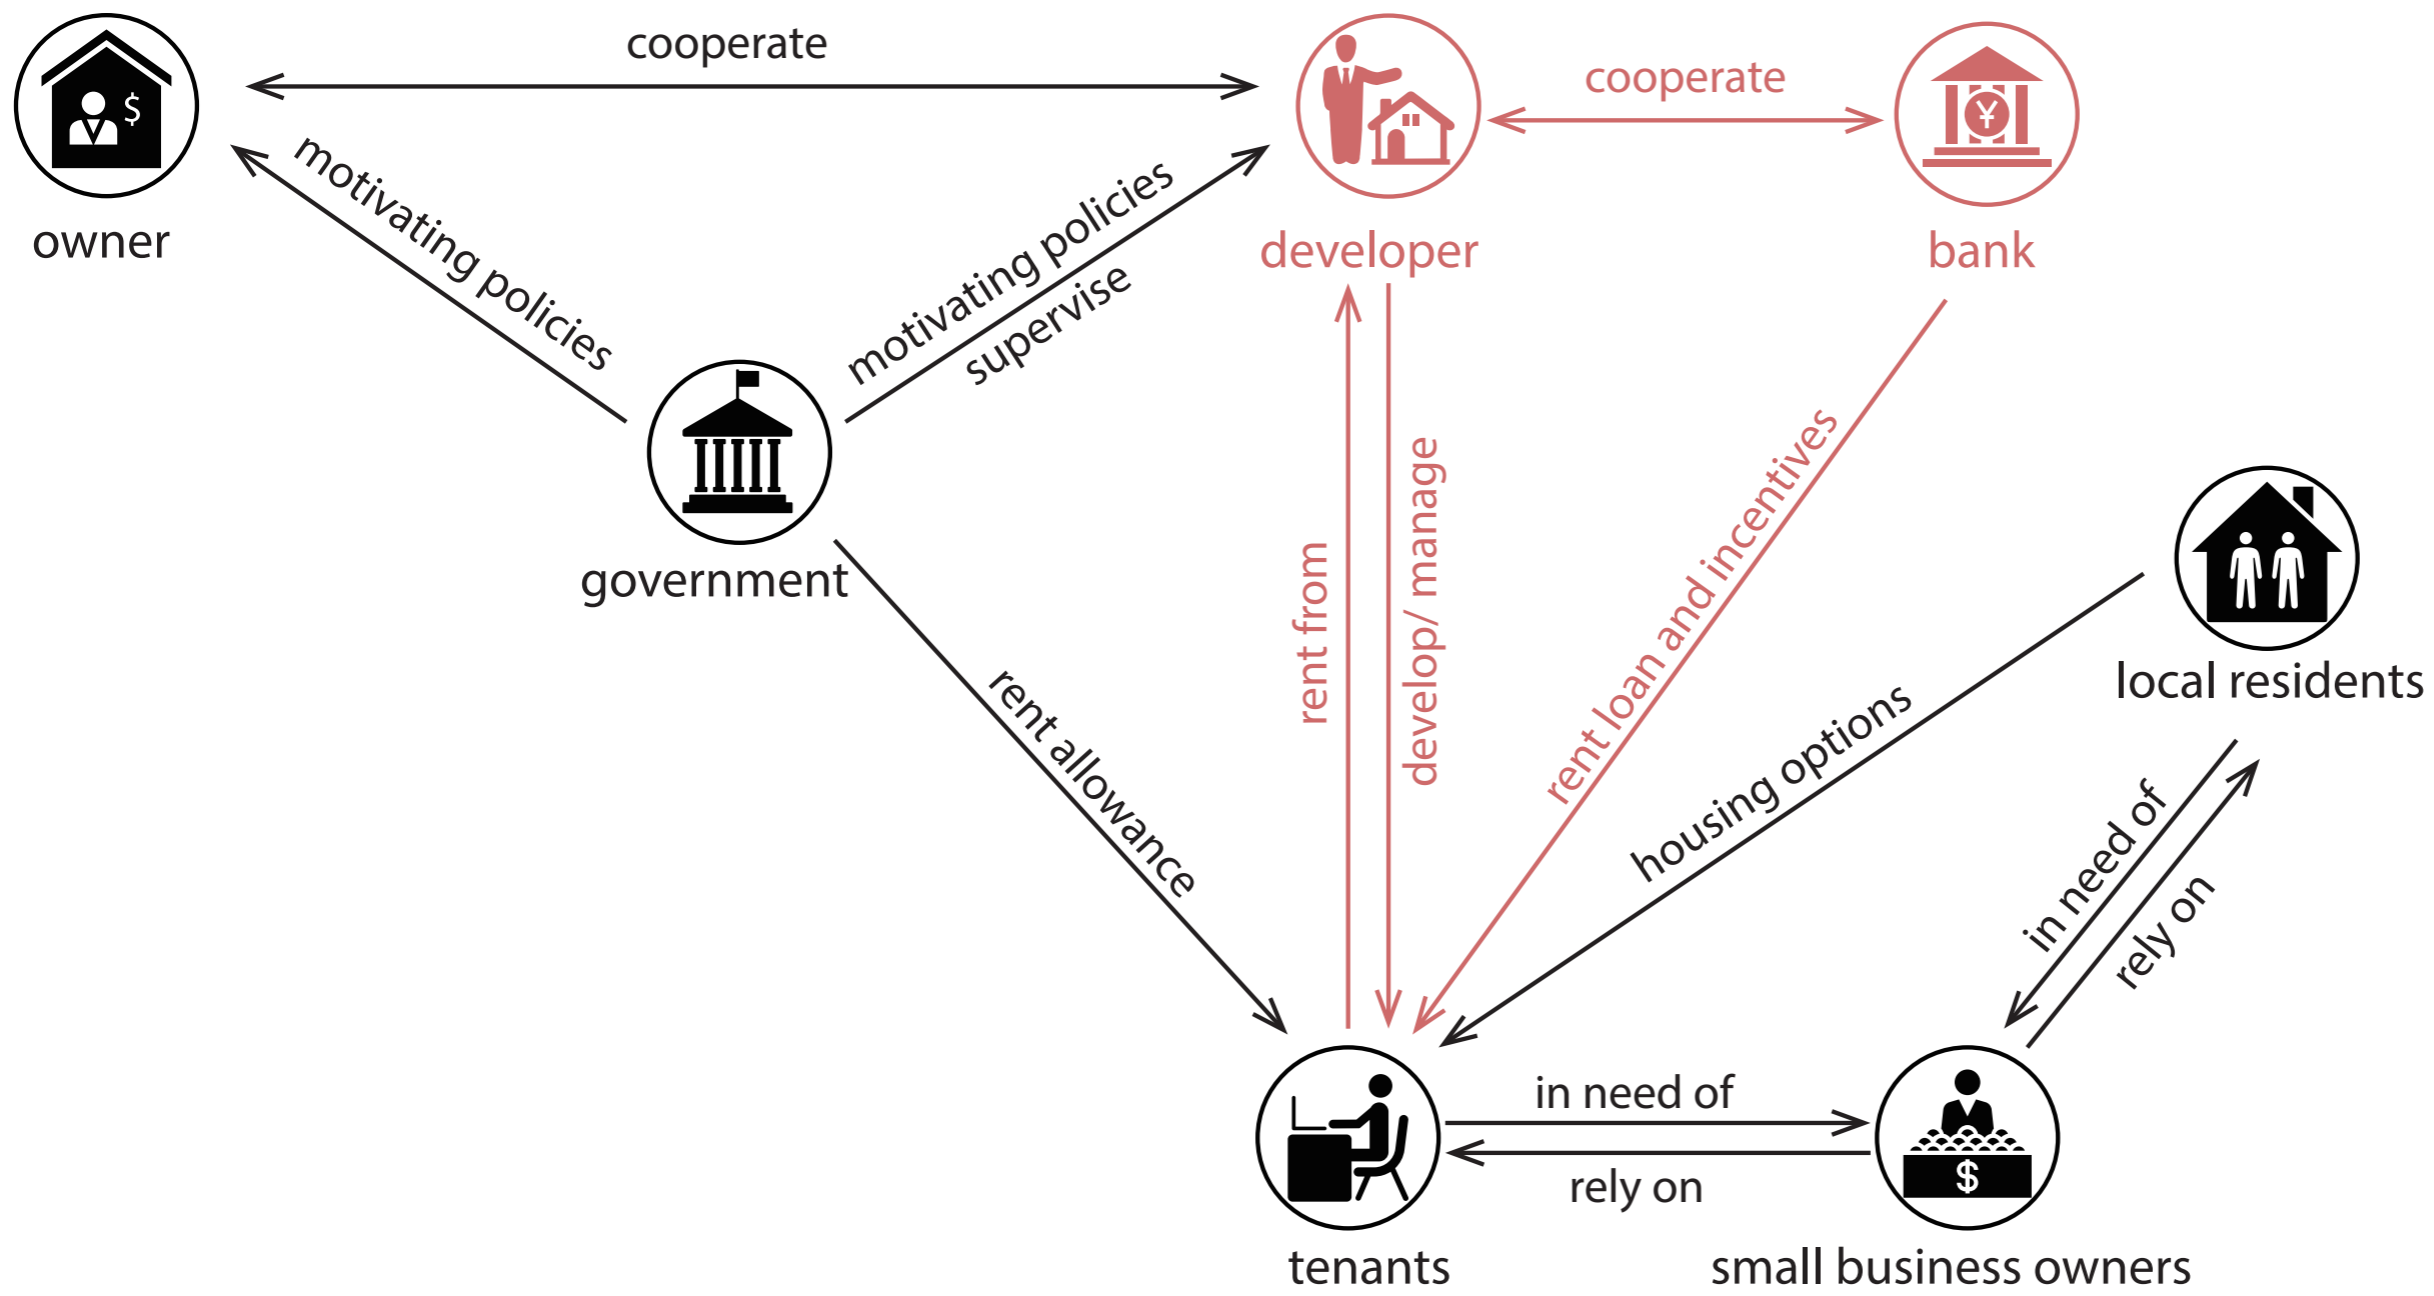 cooperate
cooperate
$
¥
owner
developer
bank
motivating policies
motivating policies
supervise
government
rent from
develop/ manage
rent loan and incentives
local residents
rent allowance
housing options
in need of
rely on
in need of
rely on
$
tenants
small business owners